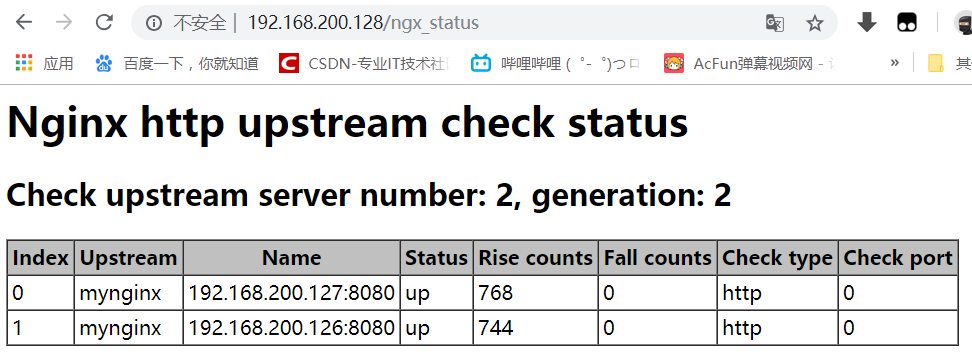 不安全 | 192.168.200.128/ngx_status
应用 百度一下，你就知道 CSDN-专业IT技术社 哔哩哔哩 ( ゜- ゜)つロ AcFun弹幕视频网 - » 其
Nginx http upstream check status
Check upstream server number: 2, generation: 2
Index Upstream Name Status Rise counts Fall counts Check type Check port
0 mynginx 192.168.200.127:8080 up 768 0 http 0
1 mynginx 192.168.200.126:8080 up 744 0 http 0